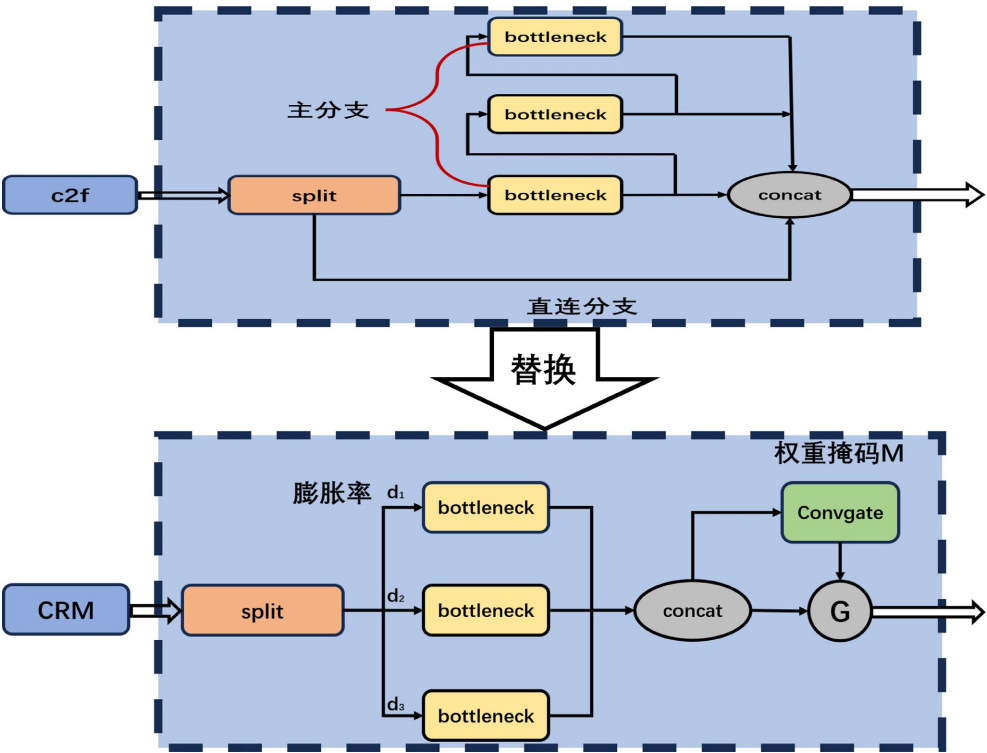 bottleneck
主分支
bottleneck
c2f
split
bottleneck
concat
直连分支
替换
权重掩码M
膨胀率
d₁
bottleneck
Convgate
CRM
split
d₂
bottleneck
concat
G
d₃
bottleneck